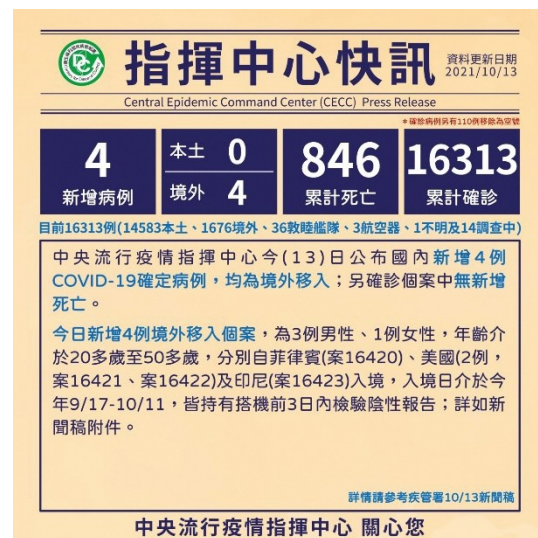 指揮中心快訊
資料更新日期
2021/10/13
Central Epidemic Command Center (CECC) Press Release
*確診病例另有110例移除為空號
4
新增病例
本土 0
境外 4
846
累計死亡
16313
累計確診
目前16313例(14583本土、1676境外、36敦睦艦隊、3航空器、1不明及14調查中)
中央流行疫情指揮中心今(13)日公布國內新增4例
COVID-19確定病例，均為境外移入；另確診個案中無新增
死亡。
今日新增4例境外移入個案，為3例男性、1例女性，年齡介
於20多歲至50多歲，分別自菲律賓(案16420)、美國(2例，
案16421、案16422)及印尼(案16423)入境，入境日介於今
年9/17-10/11，皆持有搭機前3日內檢驗陰性報告；詳如新
聞稿附件。
詳情請參考疾管署10/13新聞稿
中央流行疫情指揮中心 關心您